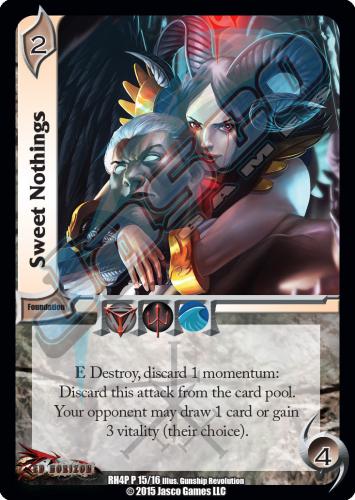 2
Sweet Nothings
Foundation
E Destroy, discard 1 momentum:
Discard this attack from the card pool.
Your opponent may draw 1 card or gain
3 vitality (their choice).
RED HORIZON
4
RH4P P 15/16 Illus. Gunship Revolution
© 2015 Jasco Games LLC